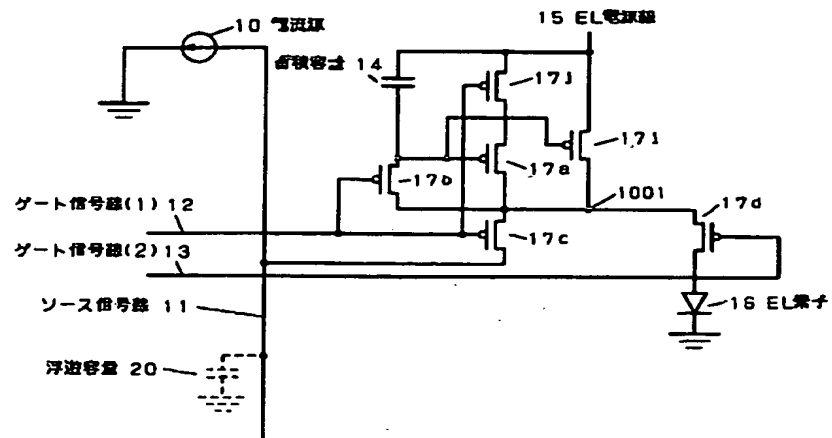 15 EL電源線
10 電流源
蓄積容量 14
17j
17i
17b
17a
1001
17d
ゲート信号線(1) 12
17c
ゲート信号線(2) 13
ソース信号線 11
16 EL素子
浮遊容量 20